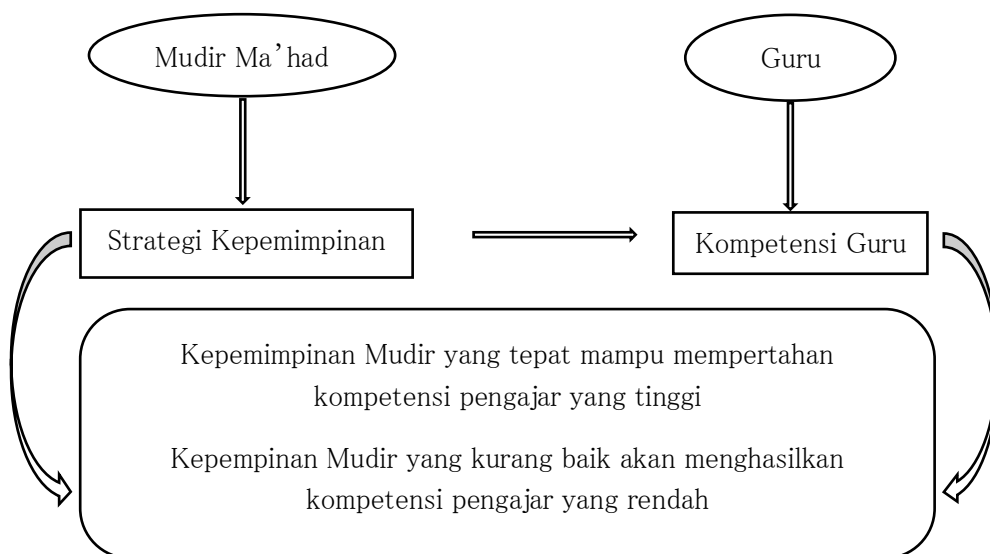 Mudir Ma’had
Guru
Strategi Kepemimpinan
Kompetensi Guru
Kepemimpinan Mudir yang tepat mampu mempertahan
kompetensi pengajar yang tinggi
Kepempinan Mudir yang kurang baik akan menghasilkan
kompetensi pengajar yang rendah